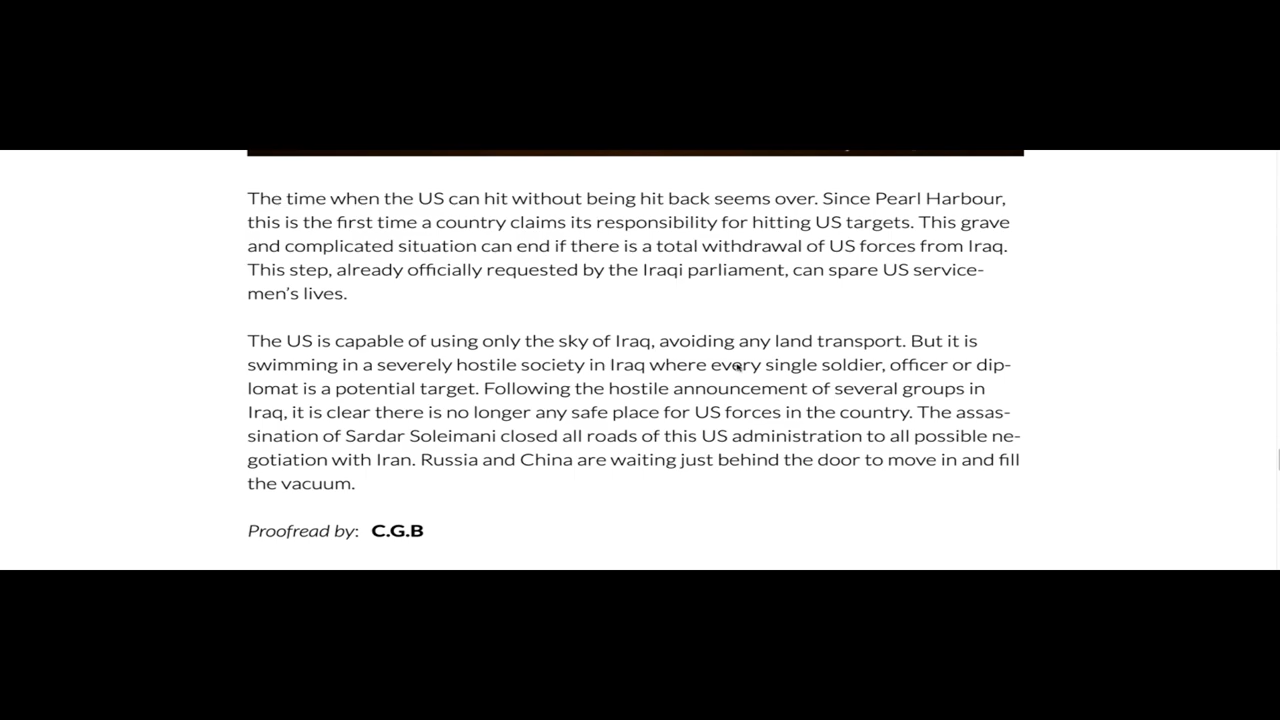 The time when the US can hit without being hit back seems over. Since Pearl Harbour,
this is the first time a country claims its responsibility for hitting US targets. This grave
and complicated situation can end if there is a total withdrawal of US forces from Iraq.
This step, already officially requested by the Iraqi parliament, can spare US service-
men’s lives.
The US is capable of using only the sky of Iraq, avoiding any land transport. But it is
swimming in a severely hostile society in Iraq where every single soldier, officer or dip-
lomat is a potential target. Following the hostile announcement of several groups in
Iraq, it is clear there is no longer any safe place for US forces in the country. The assas-
sination of Sardar Soleimani closed all roads of this US administration to all possible ne-
gotiation with Iran. Russia and China are waiting just behind the door to move in and fill
the vacuum.
Proofread by: C.G.B